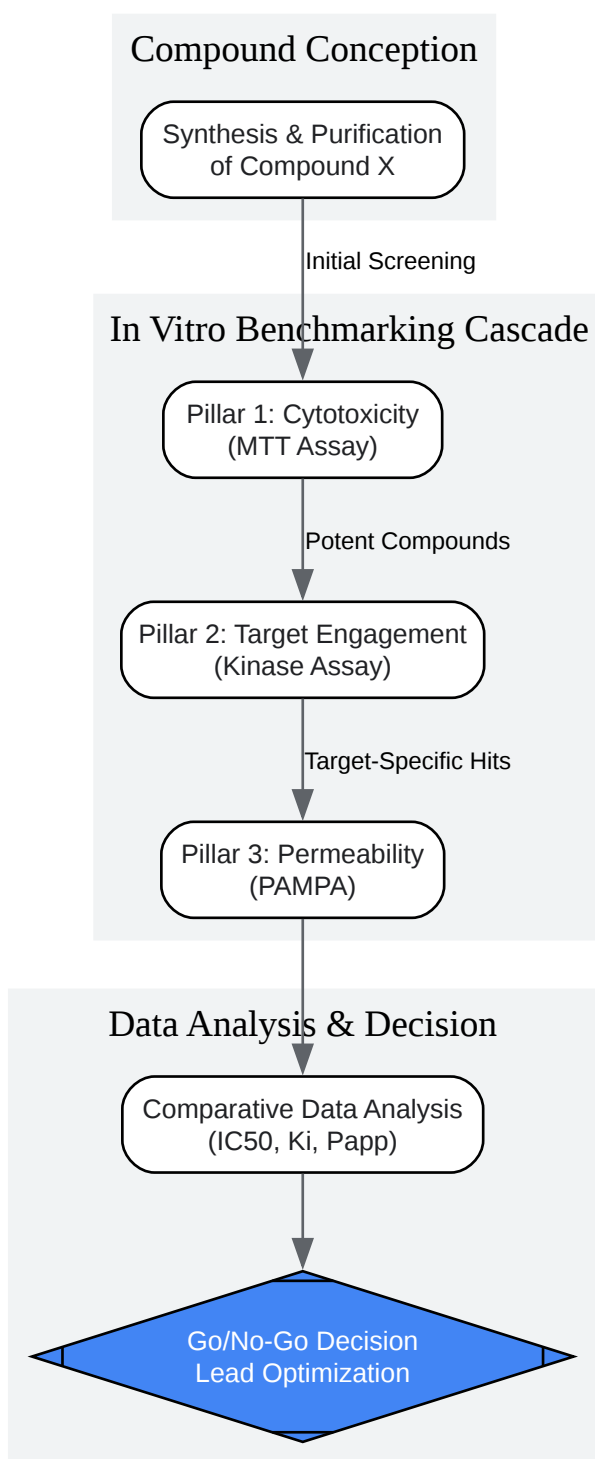 Compound Conception
Synthesis & Purification
of Compound X
Initial Screening
In Vitro Benchmarking Cascade
Pillar 1: Cytotoxicity
(MTT Assay)
Potent Compounds
Pillar 2: Target Engagement
(Kinase Assay)
Target-Specific Hits
Pillar 3: Permeability
(PAMPA)
Data Analysis & Decision
Comparative Data Analysis
(IC50, Ki, Papp)
Go/No-Go Decision
Lead Optimization